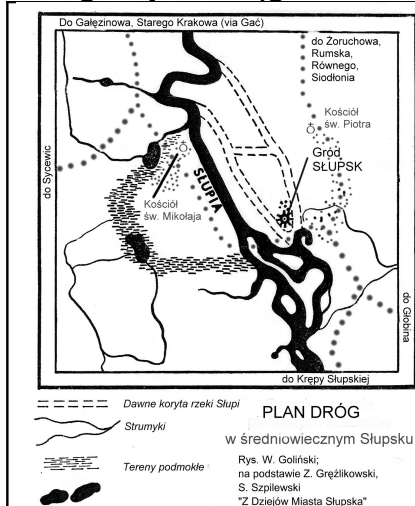 Do Gałęzinowa, Starego Krakowa (via Gać)
do Żoruchowa,
Rumska,
Równego,
Siodłonia
Kościół
św. Piotra
Gród
SŁUPSK
do Sycewic
Kościół
św. Mikołaja
SŁUPIA
do Głobina
do Krępy Słupskiej
Dawne koryta rzeki Słupi
Strumyki
Tereny podmokłe
PLAN DRÓG
w średniowiecznym Słupsku
Rys. W. Goliński;
na podstawie Z. Gręźlikowski,
S. Szpilewski
"Z Dziejów Miasta Słupska"